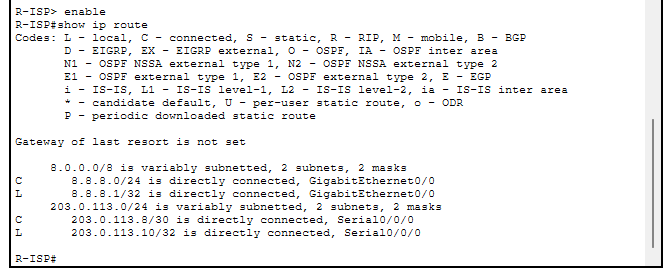 R-ISP> enable
R-ISP#show ip route
Codes: L - local, C - connected, S - static, R - RIP, M - mobile, B - BGP
       D - EIGRP, EX - EIGRP external, O - OSPF, IA - OSPF inter area
       N1 - OSPF NSSA external type 1, N2 - OSPF NSSA external type 2
       E1 - OSPF external type 1, E2 - OSPF external type 2, E - EGP
       i - IS-IS, L1 - IS-IS level-1, L2 - IS-IS level-2, ia - IS-IS inter area
       * - candidate default, U - per-user static route, o - ODR
       P - periodic downloaded static route
Gateway of last resort is not set
     8.0.0.0/8 is variably subnetted, 2 subnets, 2 masks
C       8.8.8.0/24 is directly connected, GigabitEthernet0/0
L       8.8.8.1/32 is directly connected, GigabitEthernet0/0
     203.0.113.0/24 is variably subnetted, 2 subnets, 2 masks
C       203.0.113.8/30 is directly connected, Serial0/0/0
L       203.0.113.10/32 is directly connected, Serial0/0/0
R-ISP#